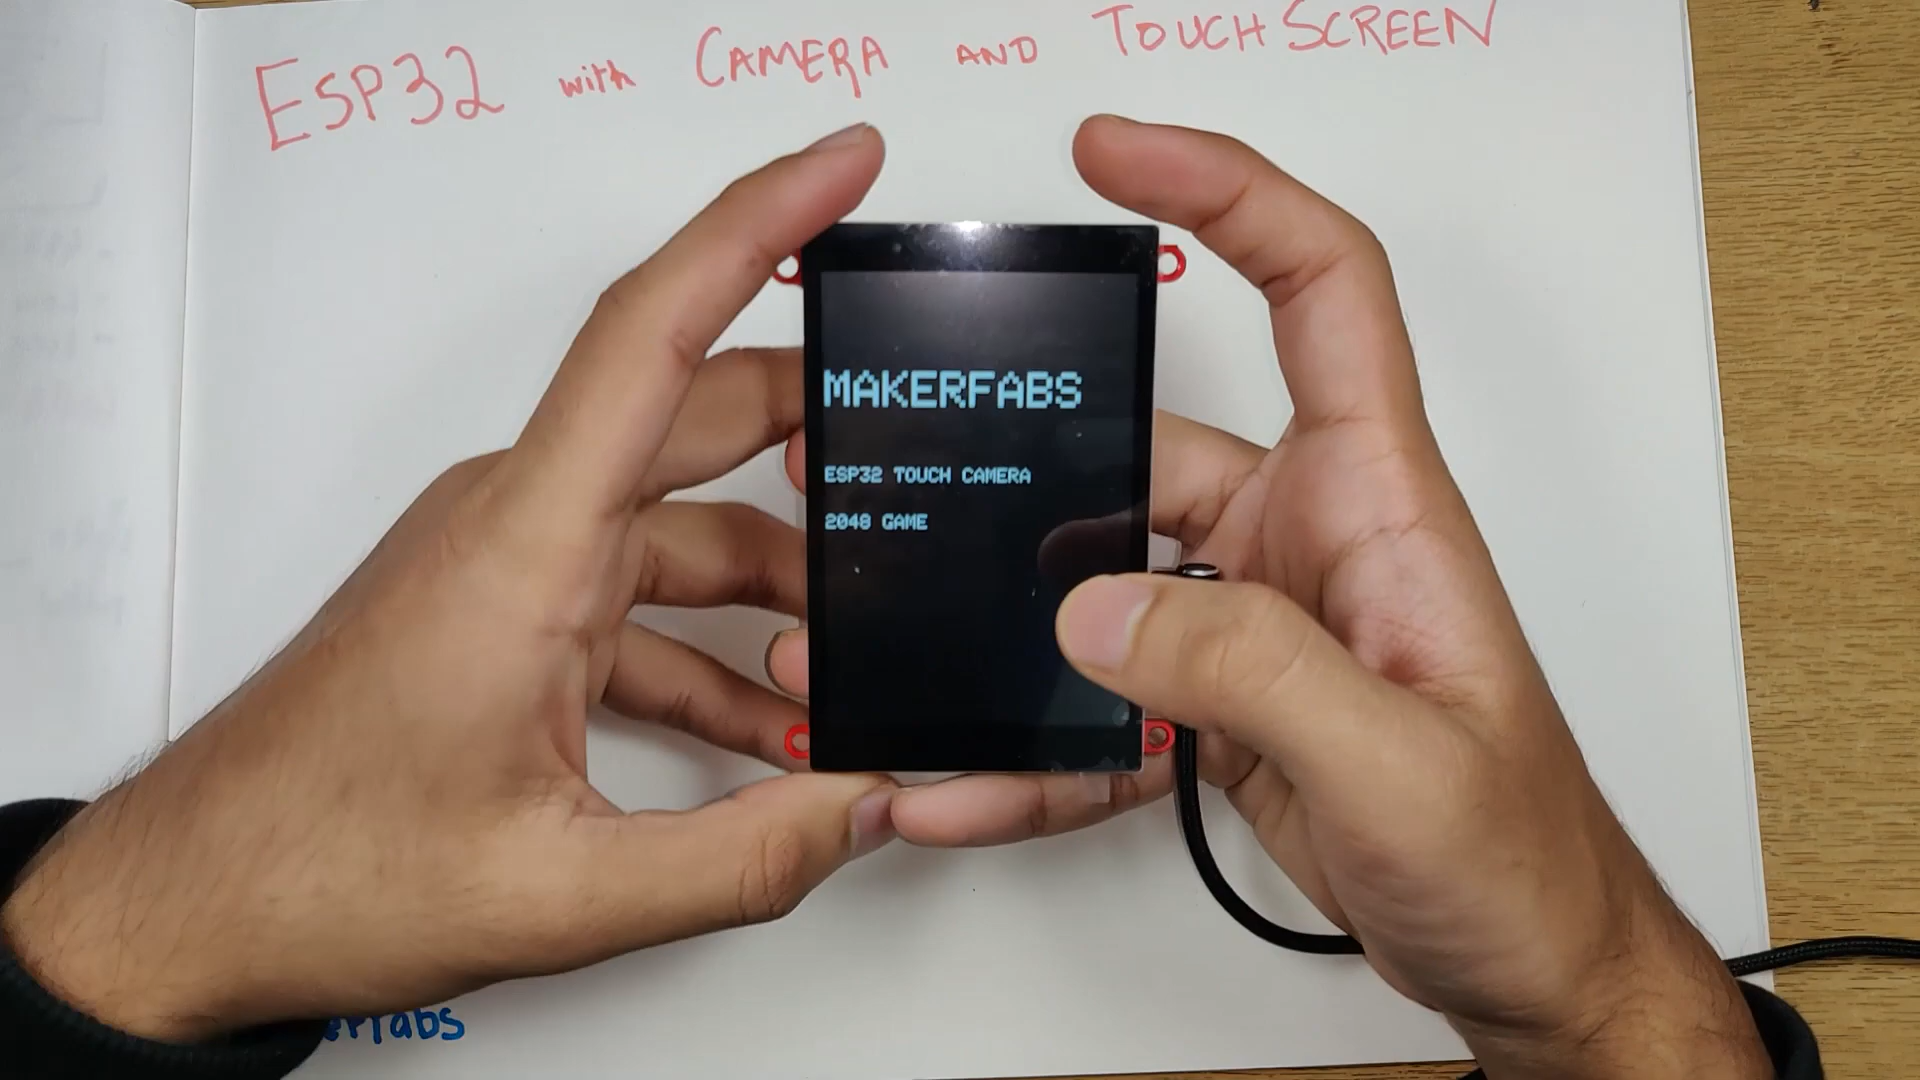 ESP32 with CAMERA AND TOUCH SCREEN
MAKERFABS
ESP32 TOUCH CAMERA
2048 GAME